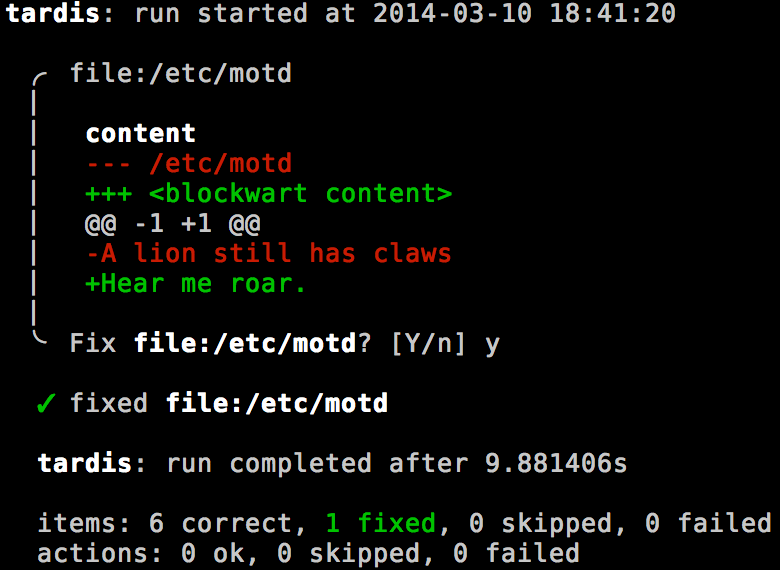 tardis: run started at 2014-03-10 18:41:20
file:/etc/motd
content
--- /etc/motd
+++ <blockwart content>
@@ -1 +1 @@
-A lion still has claws
+Hear me roar.
Fix file:/etc/motd? [Y/n] y
✓ fixed file:/etc/motd
tardis: run completed after 9.881406s
items: 6 correct, 1 fixed, 0 skipped, 0 failed
actions: 0 ok, 0 skipped, 0 failed